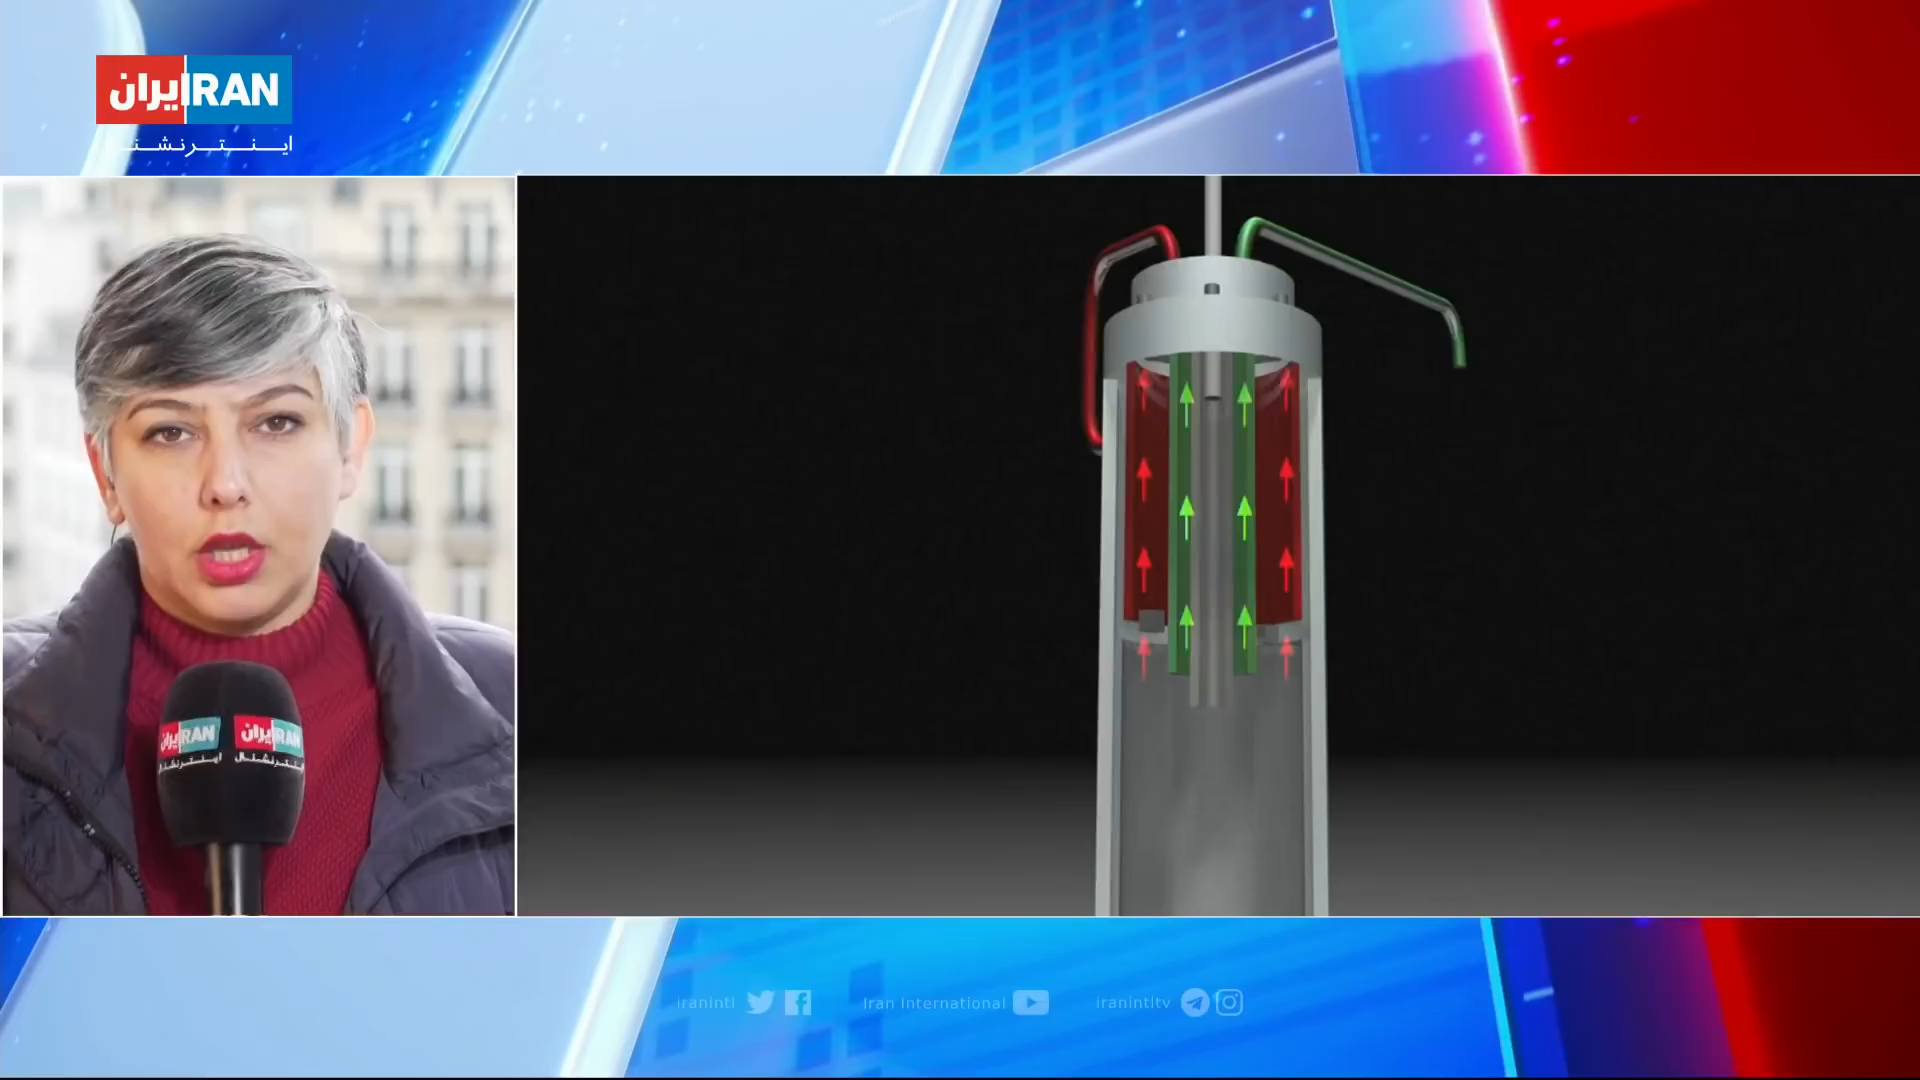 ایران IRAN
اینترنشنال
ایران IRAN ایران IRAN
اینترنشنال اینترنشنال
iranintl Iran International iranintltv